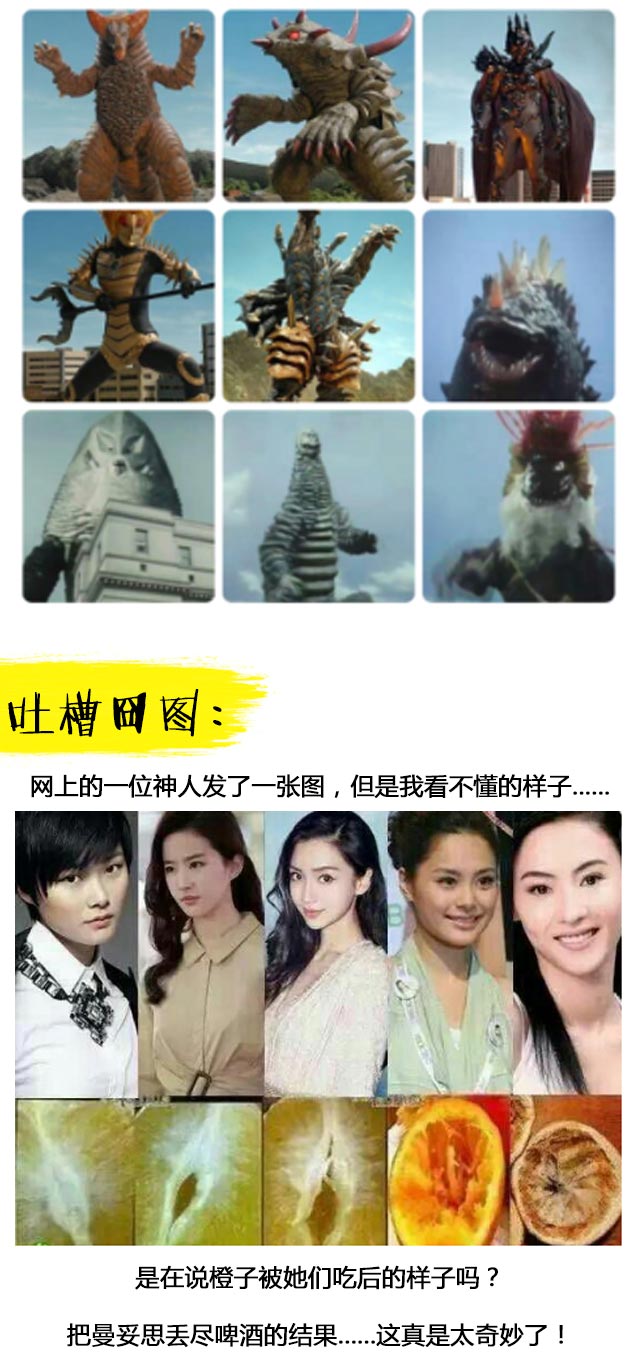 吐槽囧图：
网上的一位神人发了一张图，但是我看不懂的样子......
是在说橙子被她们吃后的样子吗？
把曼妥思丢尽啤酒的结果......这真是太奇妙了！